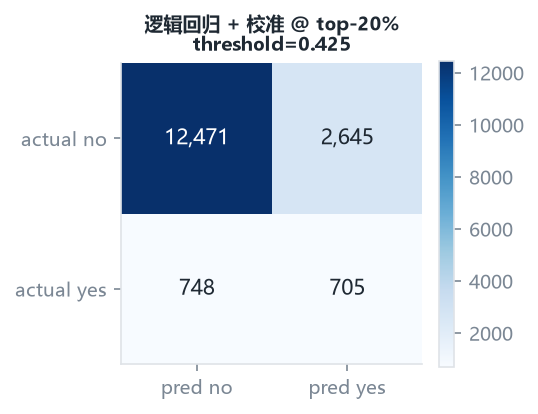 逻辑回归 + 校准 @ top-20%
threshold=0.425
actual no
12,471
2,645
actual yes
748
705
pred no
pred yes
12000
10000
8000
6000
4000
2000